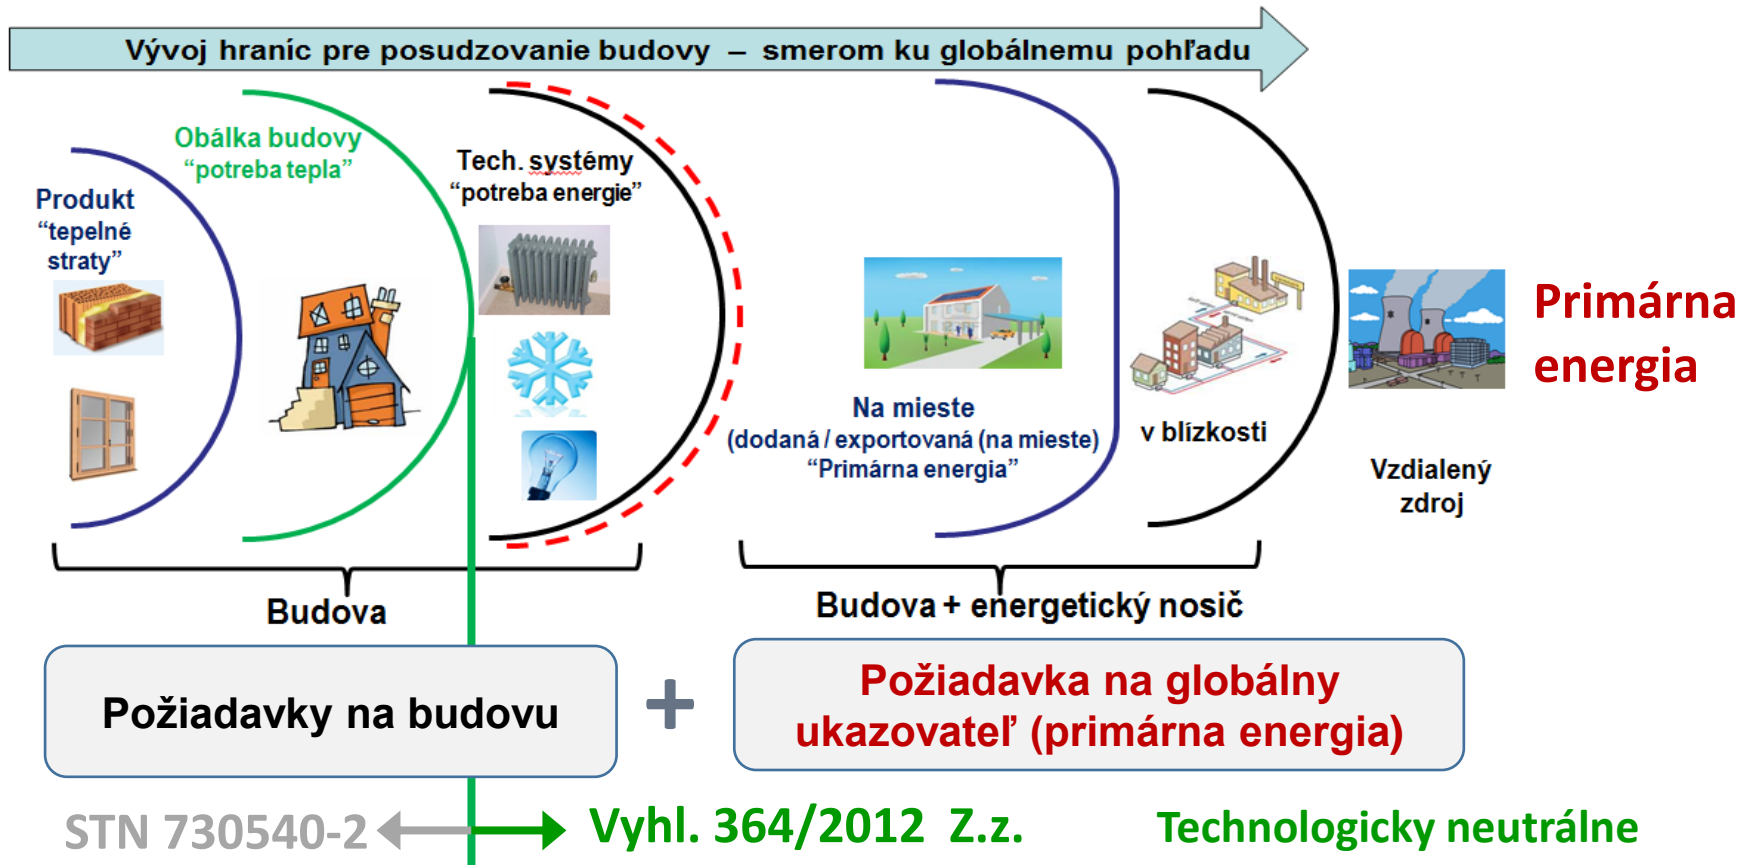 Vývoj hraníc pre posudzovanie budovy – smerom ku globálnemu pohľadu
Produkt
“tepelné
straty”
Obálka budovy
“potreba tepla”
Tech. systémy
“potreba energie”
Na mieste
(dodaná / exportovaná (na mieste)
“Primárna energia”
v blízkosti
Vzdialený
zdroj
Primárna
energia
Budova
Budova + energetický nosič
Požiadavky na budovu
+
Požiadavka na globálny
ukazovateľ (primárna energia)
STN 730540-2
Vyhl. 364/2012 Z.z.
Technologicky neutrálne